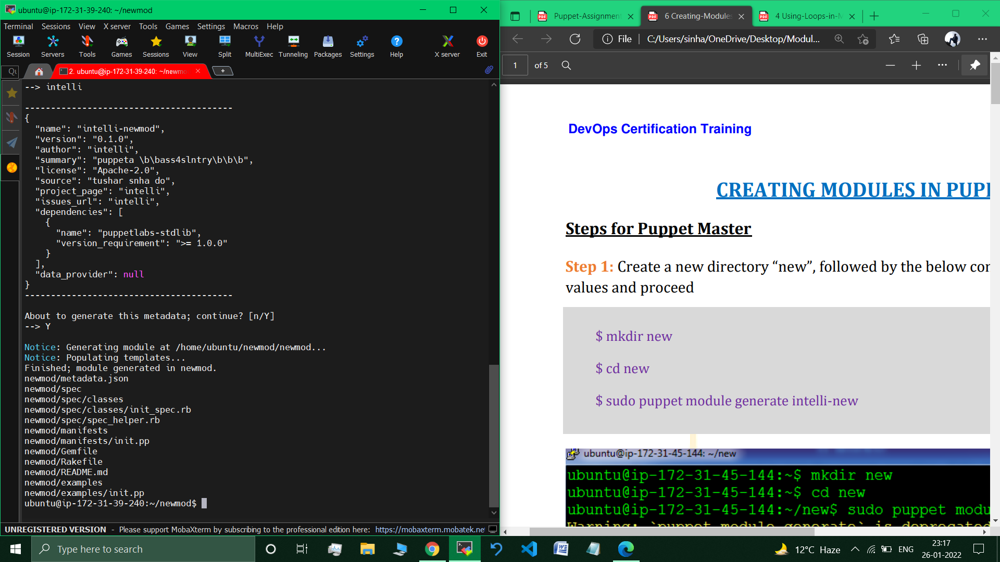 ubuntu@ip-172-31-39-240: ~/newmod
Terminal Sessions View X server Tools Games Settings Macros Help
Session Servers Tools Games Sessions View Split MultiExec Tunneling Packages Settings Help X server Exit
2. ubuntu@ip-172-31-39-240: ~/newmo
--> intelli
----------------------------------------
{
"name": "intelli-newmod",
"version": "0.1.0",
"author": "intelli",
"summary": "puppeta \b\bass4slntry\b\b\b",
"license": "Apache-2.0",
"source": "tushar snha do",
"project_page": "intelli",
"issues_url": "intelli",
"dependencies": [
{
"name": "puppetlabs-stdlib",
"version_requirement": ">= 1.0.0"
}
],
"data_provider": null
}
----------------------------------------
About to generate this metadata; continue? [n/Y]
--> Y
Notice: Generating module at /home/ubuntu/newmod/newmod...
Notice: Populating templates...
Finished; module generated in newmod.
newmod/metadata.json
newmod/spec
newmod/spec/classes
newmod/spec/classes/init_spec.rb
newmod/spec/spec_helper.rb
newmod/manifests
newmod/manifests/init.pp
newmod/Gemfile
newmod/Rakefile
newmod/README.md
newmod/examples
newmod/examples/init.pp
ubuntu@ip-172-31-39-240:~/newmod$
UNREGISTERED VERSION - Please support MobaXterm by subscribing to the professional edition here: https://mobaxterm.mobatek.ne
Puppet-Assignment 6 Creating-Modules 4 Using-Loops-in-M
File C:/Users/sinha/OneDrive/Desktop/Modul...
1 of 5
DevOps Certification Training
CREATING MODULES IN PUP
Steps for Puppet Master
Step 1: Create a new directory “new”, followed by the below co
values and proceed
$ mkdir new
$ cd new
$ sudo puppet module generate intelli-new
ubuntu@ip-172-31-45-144: ~/new
ubuntu@ip-172-31-45-144:~$ mkdir new
ubuntu@ip-172-31-45-144:~$ cd new
ubuntu@ip-172-31-45-144:~/new$ sudo puppet modu
Warning: `puppet module generate` is deprecated
Type here to search
12°C Haze ENG
23:17
26-01-2022